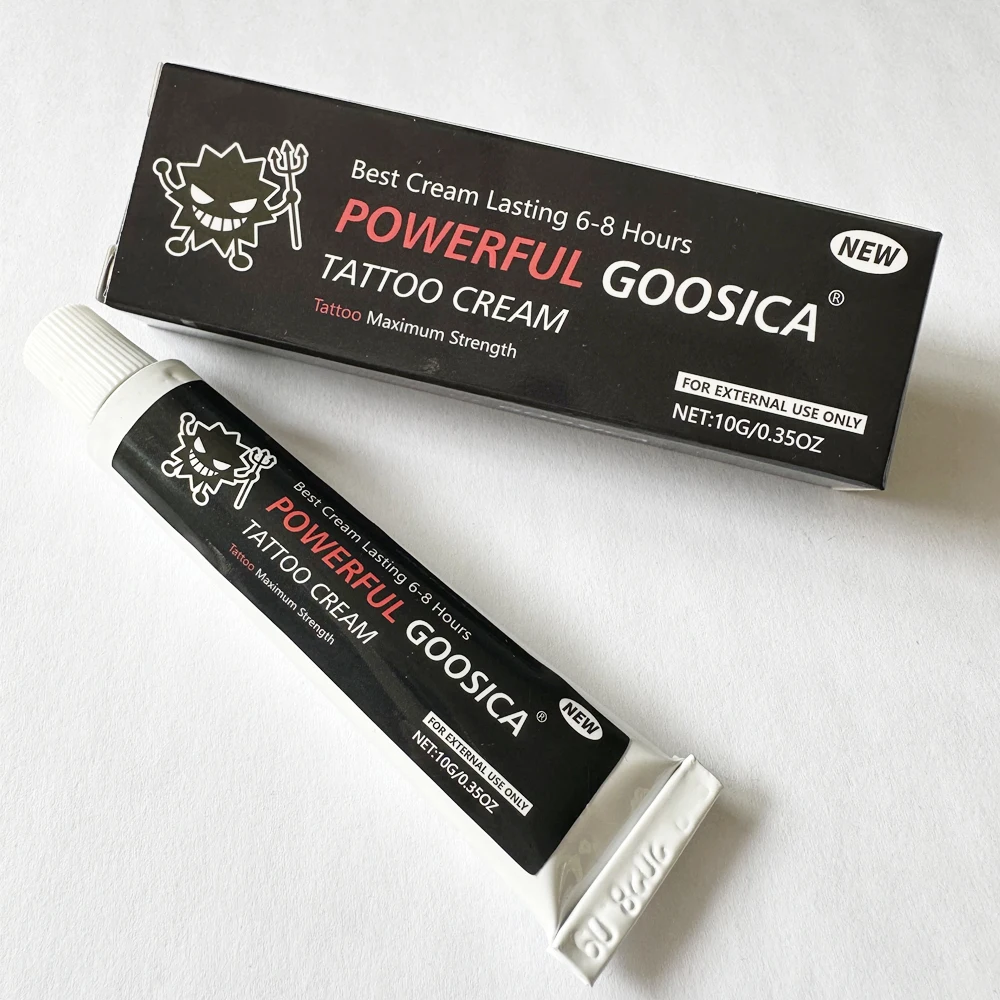 Best Cream Lasting 6-8 Hours
POWERFUL GOOSICA®
TATTOO CREAM
Tattoo Maximum Strength
NEW
FOR EXTERNAL USE ONLY
NET:10G/0.35OZ
Best Cream Lasting 6-8 Hours
POWERFUL GOOSICA®
TATTOO CREAM
Tattoo Maximum Strength
NEW
FOR EXTERNAL USE ONLY
NET:10G/0.35OZ